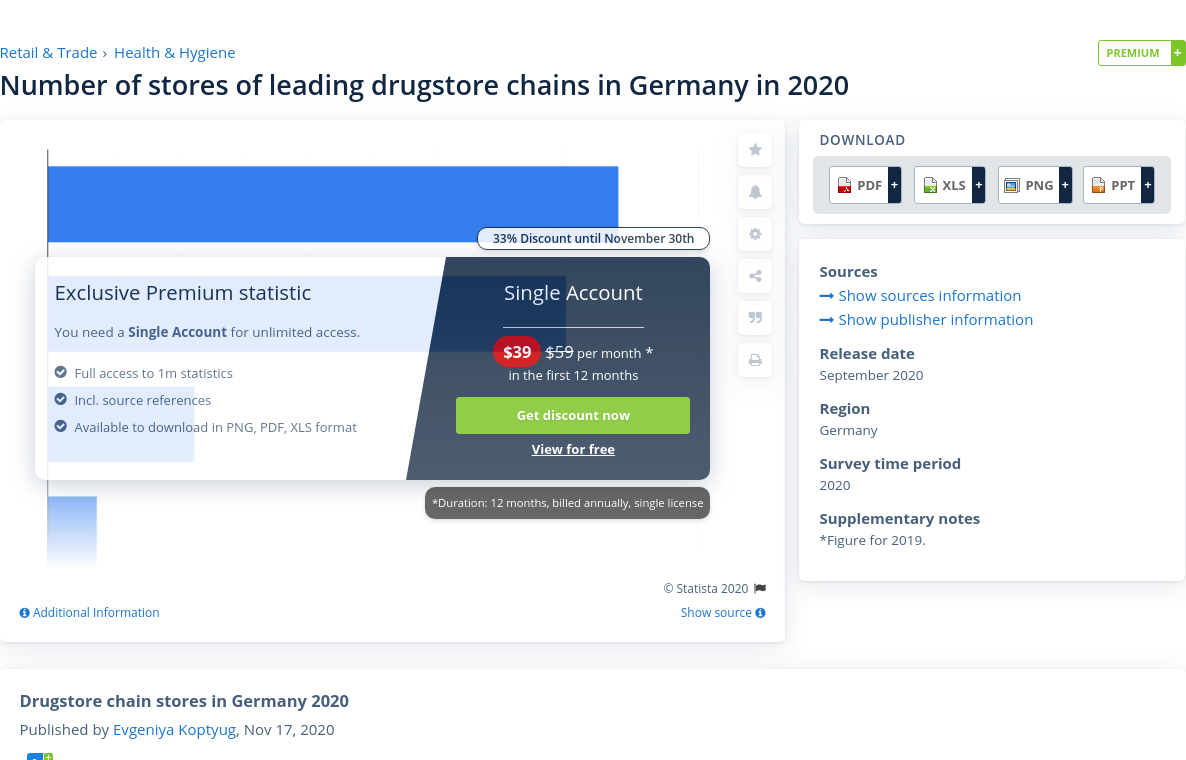 Retail & Trade › Health & Hygiene
PREMIUM +
Number of stores of leading drugstore chains in Germany in 2020
33% Discount until November 30th
Exclusive Premium statistic
You need a Single Account for unlimited access.
Full access to 1m statistics
Incl. source references
Available to download in PNG, PDF, XLS format
Single Account
$39 $59 per month *
in the first 12 months
Get discount now
View for free
*Duration: 12 months, billed annually, single license
© Statista 2020
Additional Information
Show source
DOWNLOAD
PDF + XLS + PNG + PPT +
Sources
Show sources information
Show publisher information
Release date
September 2020
Region
Germany
Survey time period
2020
Supplementary notes
*Figure for 2019.
Drugstore chain stores in Germany 2020
Published by Evgeniya Koptyug, Nov 17, 2020